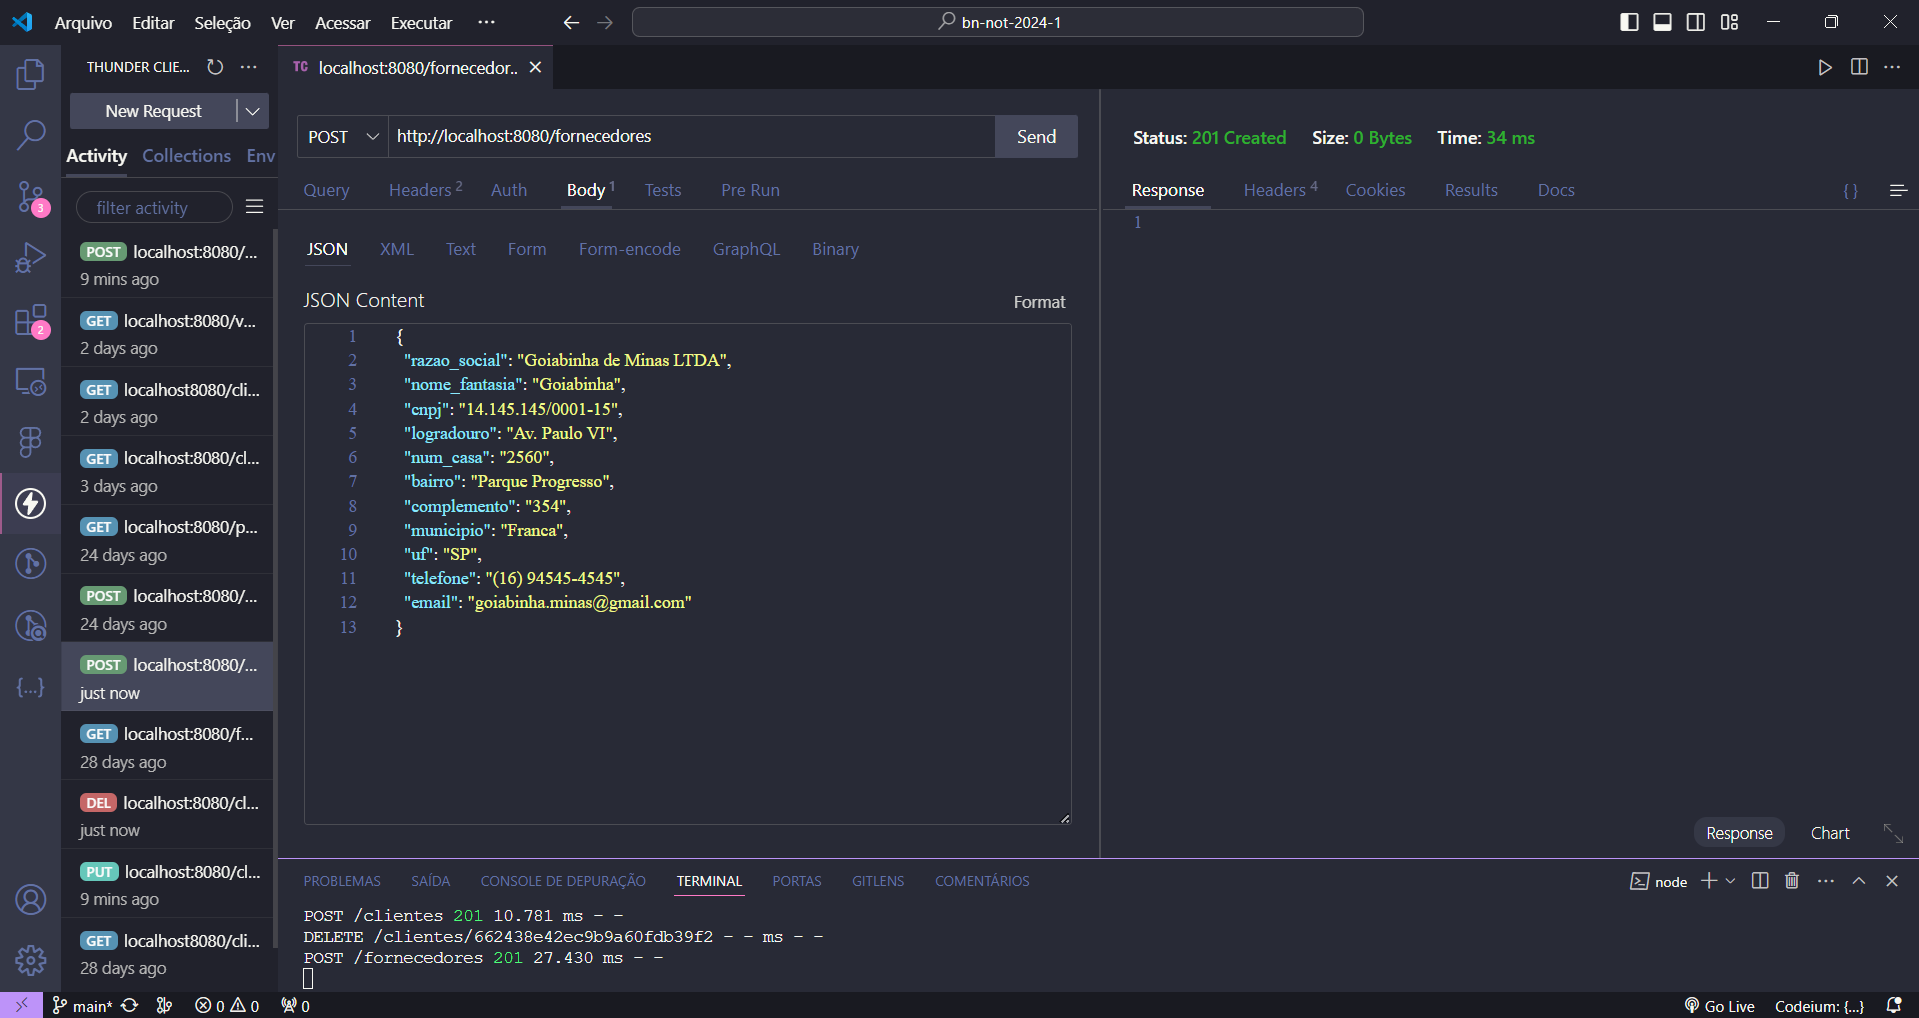 Arquivo Editar Seleção Ver Acessar Executar ··· bn-not-2024-1
THUNDER CLIE... ···
TC localhost:8080/fornecedor..
New Request
Activity Collections Env
filter activity
POST localhost:8080/...
9 mins ago
GET localhost:8080/v...
2 days ago
GET localhost8080/cli...
2 days ago
GET localhost:8080/cl...
3 days ago
GET localhost:8080/p...
24 days ago
POST localhost:8080/...
24 days ago
POST localhost:8080/...
just now
GET localhost:8080/f...
28 days ago
DEL localhost:8080/cl...
just now
PUT localhost:8080/cl...
9 mins ago
GET localhost8080/cli...
28 days ago
3
2
POST http://localhost:8080/fornecedores Send
Query Headers 2 Auth Body 1 Tests Pre Run
JSON XML Text Form Form-encode GraphQL Binary
JSON Content Format
1 {
2 "razao_social": "Goiabinha de Minas LTDA",
3 "nome_fantasia": "Goiabinha",
4 "cnpj": "14.145.145/0001-15",
5 "logradouro": "Av. Paulo VI",
6 "num_casa": "2560",
7 "bairro": "Parque Progresso",
8 "complemento": "354",
9 "municipio": "Franca",
10 "uf": "SP",
11 "telefone": "(16) 94545-4545",
12 "email": "goiabinha.minas@gmail.com"
13 }
Status: 201 Created Size: 0 Bytes Time: 34 ms
Response Headers 4 Cookies Results Docs { }
1
Response Chart
PROBLEMAS SAÍDA CONSOLE DE DEPURAÇÃO TERMINAL PORTAS GITLENS COMENTÁRIOS node
POST /clientes 201 10.781 ms - -
DELETE /clientes/662438e42ec9b9a60fdb39f2 - - ms - -
POST /fornecedores 201 27.430 ms - -
main* 0 0 0 Go Live Codeium: {...}